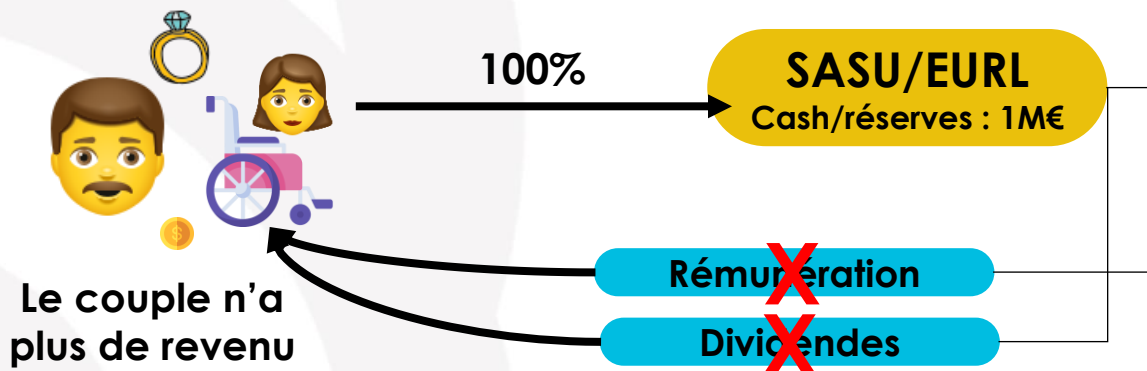 100%
SASU/EURL
Cash/réserves : 1M€
$
Rémunération
X
Dividendes
X
Le couple n’a
plus de revenu